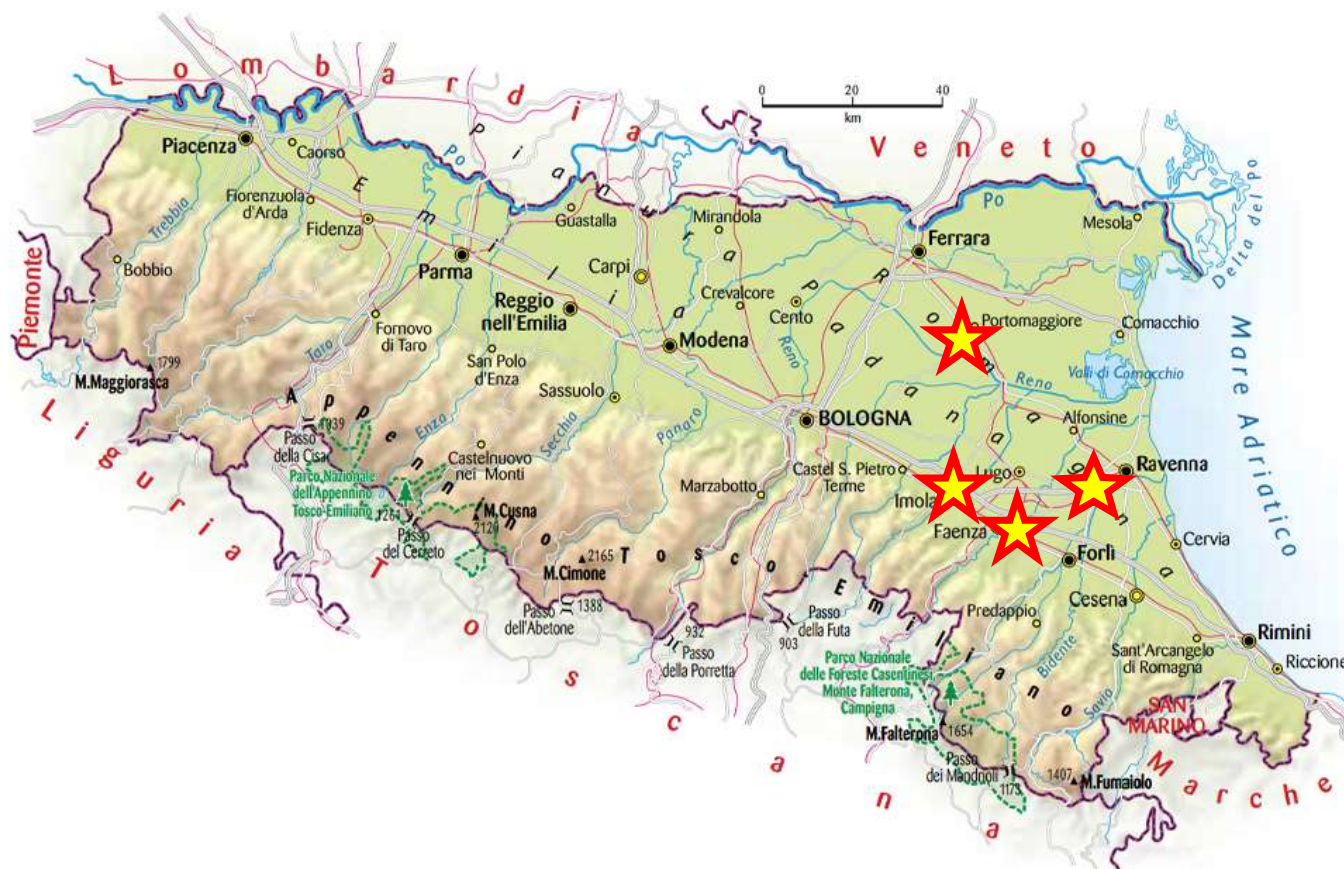 Lombardia
0 20 40
km
Veneto
Piacenza
Caorso
Po
Pianura Padana
Emilia
Romagna
Fiorenzuola
d'Arda
Guastalla
Mirandola
Po
Mesola
Delta del Po
Trebbia
Fidenza
Ferrara
Bobbio
Parma
Carpi
Crevalcore
Cento
Portomaggiore
Comacchio
Piemonte
Reggio
nell'Emilia
Modena
Reno
Fornovo
di Taro
Mare Adriatico
1799
M.Maggiorasca
Taro
San Polo
d'Enza
Sassuolo
Reno
Valli di Comacchio
Liguria
Appennino Tosco Emiliano
1039
Passo
della Cisa
Enza
Secchia
Panaro
BOLOGNA
Alfonsine
Castelnuovo
nei Monti
Castel S. Pietro
Terme
Lugo
Ravenna
Parco Nazionale
dell'Appennino
Tosco-Emiliano
Marzabotto
Imola
1261
Passo
del Cerreto
M.Cusna
2120
Faenza
Cervia
2165
M.Cimone
Forlì
Toscana
Passo
dell'Abetone
1388
Cesena
932
Passo
della Porretta
903
Passo
della Futa
Predappio
Bidente
Sant'Arcangelo
di Romagna
Rimini
Riccione
Parco Nazionale
delle Foreste Casentinesi,
Monte Falterona,
Campigna
Savio
SAN
MARINO
M.Falterona
1654
Marche
Passo
dei Mandrioli
1173
1407
M.Fumaiolo